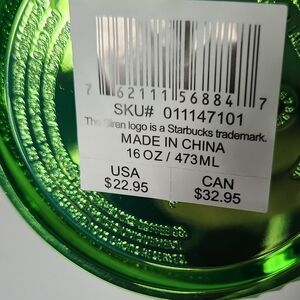 7 62111 56884 7
SKU# 011147101
The Siren logo is a Starbucks trademark.
MADE IN CHINA
16 OZ / 473ML
USA CAN
$22.95 $32.95